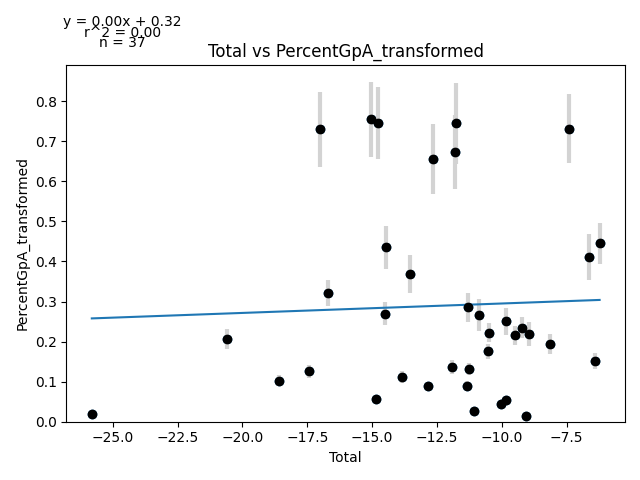 y = 0.00x + 0.32
r^2 = 0.00
n = 37
Total vs PercentGpA_transformed
PercentGpA_transformed
0.8
0.7
0.6
0.5
0.4
0.3
0.2
0.1
0.0
−25.0 −22.5 −20.0 −17.5 −15.0 −12.5 −10.0 −7.5
Total